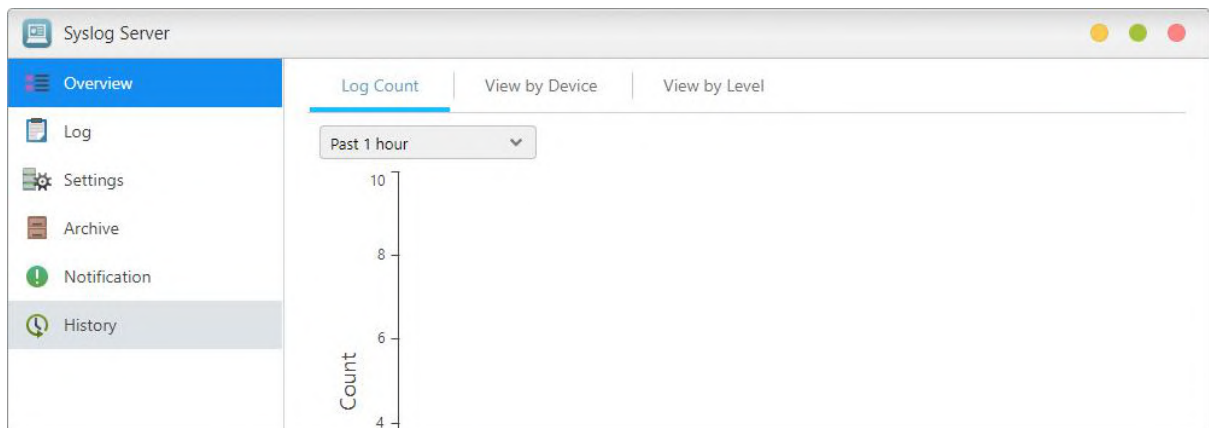 Syslog Server
Overview
Log
Settings
Archive
Notification
History
Log Count
View by Device
View by Level
Past 1 hour
10
8
6
4
Count